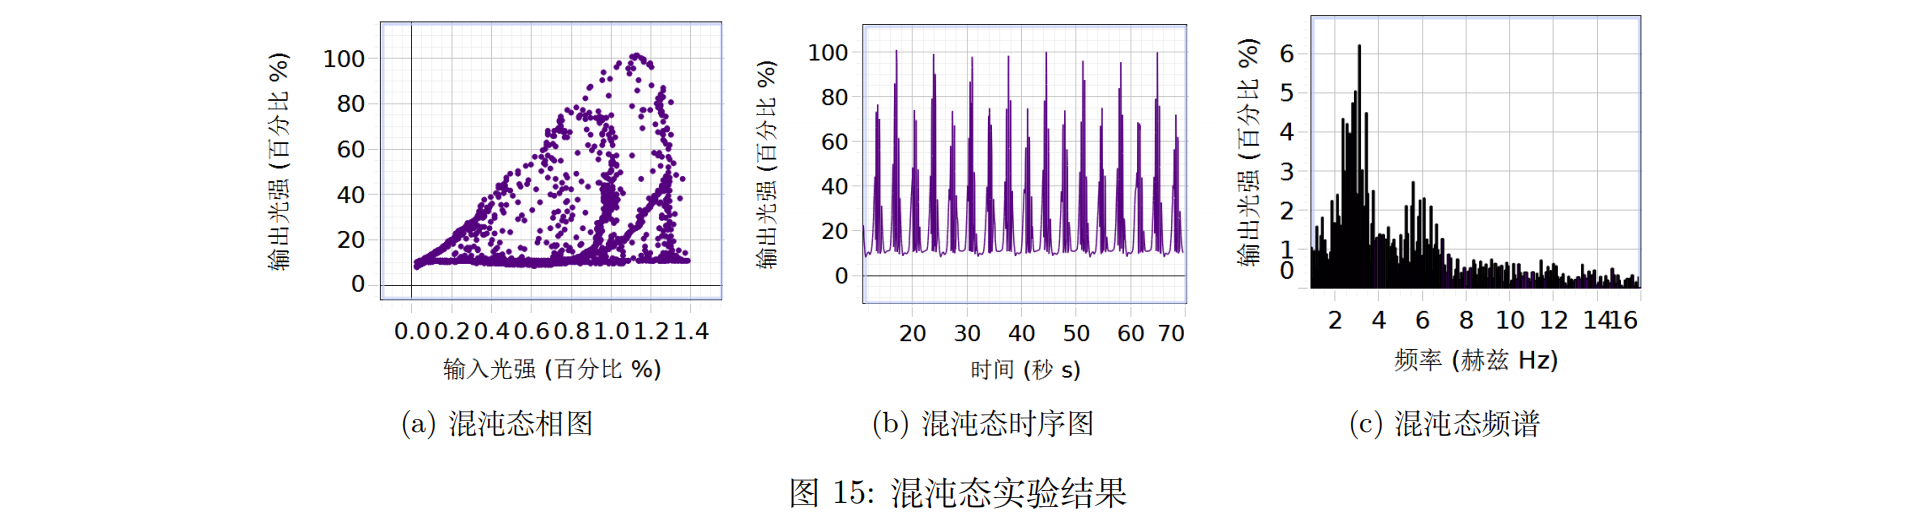 输出光强 (百分比 %)
100
80
60
40
20
0
0.0 0.2 0.4 0.6 0.8 1.0 1.2 1.4
输入光强 (百分比 %)
(a) 混沌态相图
输出光强 (百分比 %)
100
80
60
40
20
0
20 30 40 50 60 70
时间 (秒 s)
(b) 混沌态时序图
输出光强 (百分比 %)
6
5
4
3
2
1
0
2 4 6 8 10 12 14 16
频率 (赫兹 Hz)
(c) 混沌态频谱
图 15: 混沌态实验结果